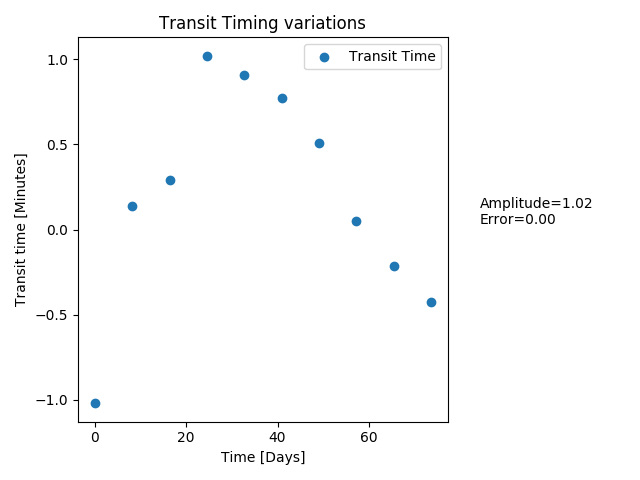 Transit Timing variations
Transit Time
1.0
0.5
0.0
−0.5
−1.0
Transit time [Minutes]
0
20
40
60
Time [Days]
Amplitude=1.02
Error=0.00